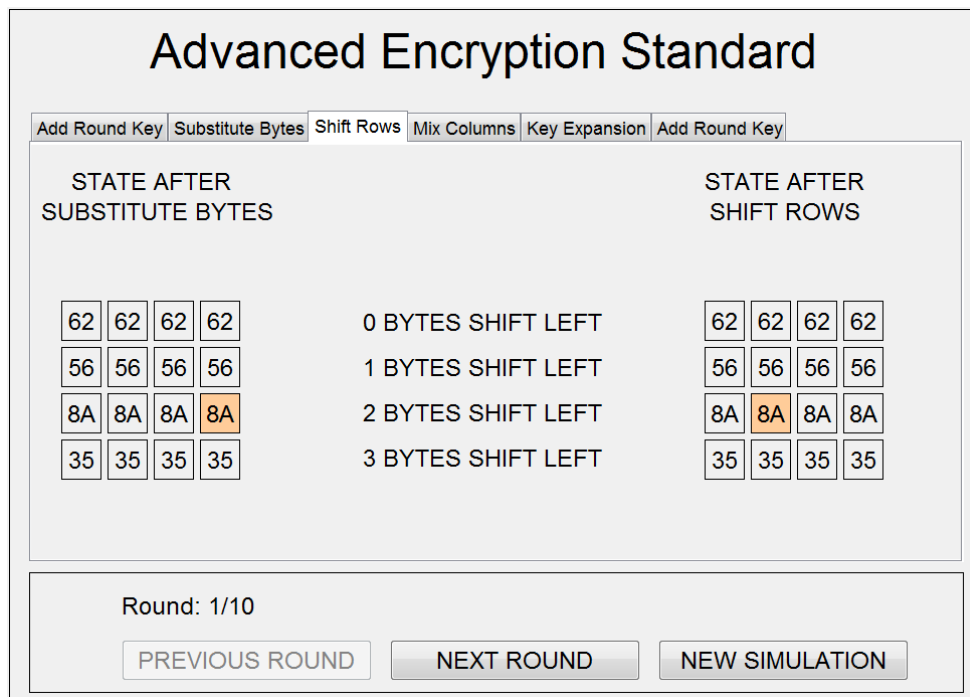 Advanced Encryption Standard
Add Round Key Substitute Bytes Shift Rows Mix Columns Key Expansion Add Round Key
STATE AFTER
SUBSTITUTE BYTES
STATE AFTER
SHIFT ROWS
62 62 62 62 0 BYTES SHIFT LEFT 62 62 62 62
56 56 56 56 1 BYTES SHIFT LEFT 56 56 56 56
8A 8A 8A 8A 2 BYTES SHIFT LEFT 8A 8A 8A 8A
35 35 35 35 3 BYTES SHIFT LEFT 35 35 35 35
Round: 1/10
PREVIOUS ROUND NEXT ROUND NEW SIMULATION